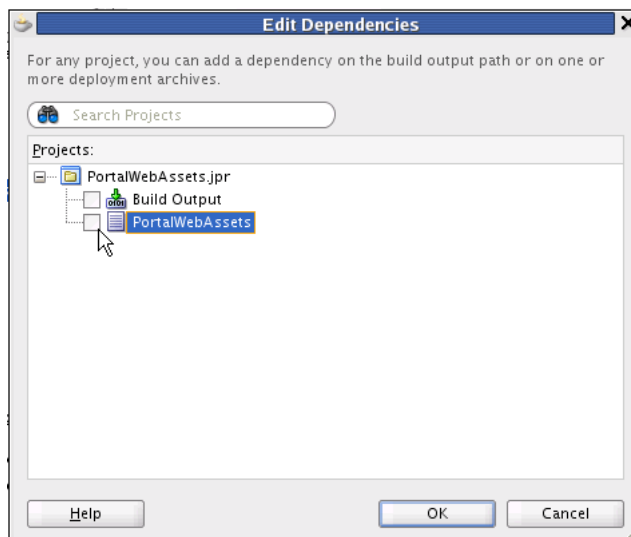 Edit Dependencies
For any project, you can add a dependency on the build output path or on one or
more deployment archives.
Search Projects
Projects:
PortalWebAssets.jpr
Build Output
PortalWebAssets
Help
OK
Cancel